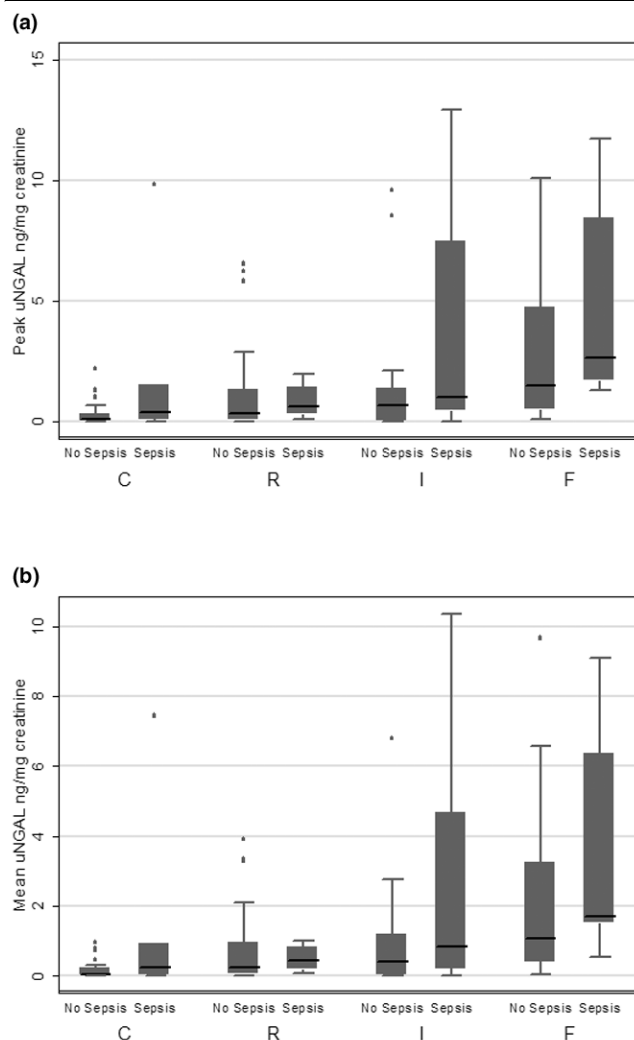 (a)
Peak uNGAL ng/mg creatinine
15
10
5
0
No Sepsis Sepsis No Sepsis Sepsis No Sepsis Sepsis No Sepsis Sepsis
C R I F
(b)
Mean uNGAL ng/mg creatinine
10
8
6
4
2
0
No Sepsis Sepsis No Sepsis Sepsis No Sepsis Sepsis No Sepsis Sepsis
C R I F